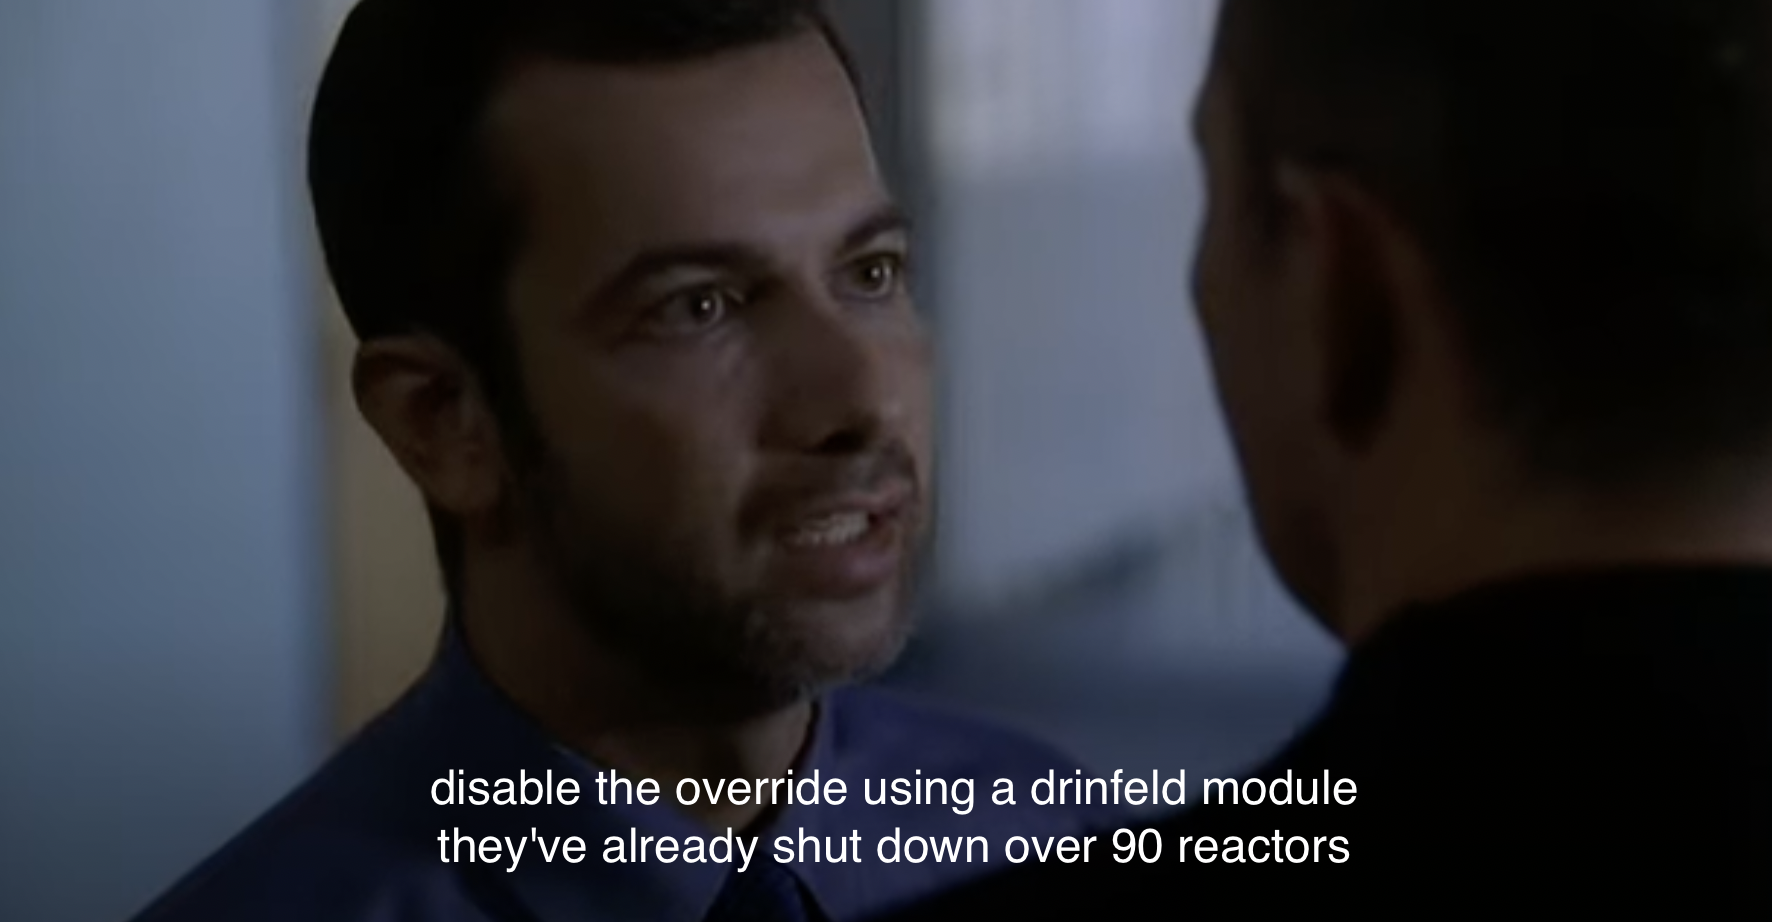 disable the override using a drinfeld module
they've already shut down over 90 reactors